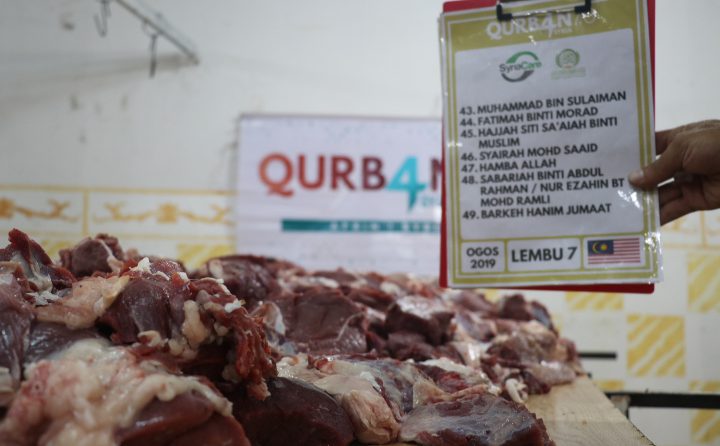 QURB4N
SyriaCare
43. MUHAMMAD BIN SULAIMAN
44. FATIMAH BINTI MORAD
45. HAJJAH SITI SA'AIAH BINTI
MUSLIM
46. SYAIRAH MOHD SAAID
47. HAMBA ALLAH
48. SABARIAH BINTI ABDUL
RAHMAN / NUR EZAHIN BT
MOHD RAMLI
49. BARKEH HANIM JUMAAT
OGOS
2019
LEMBU 7
QURB4N